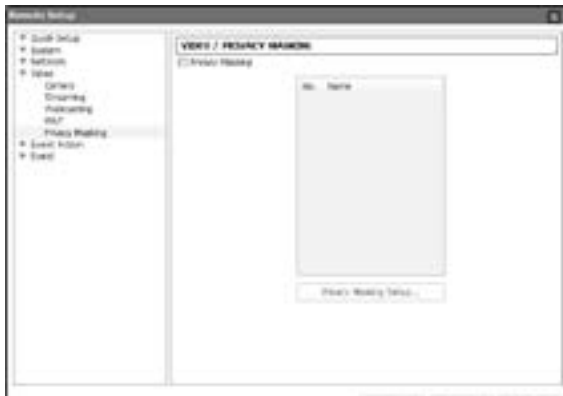 Remote Setup
Quick Setup
System
Network
Video
Camera
Streaming
Webcasting
MAT
Privacy Masking
Event Action
Event
VIDEO / PRIVACY MASKING
Privacy Masking
No. Name
Privacy Masking Setup...